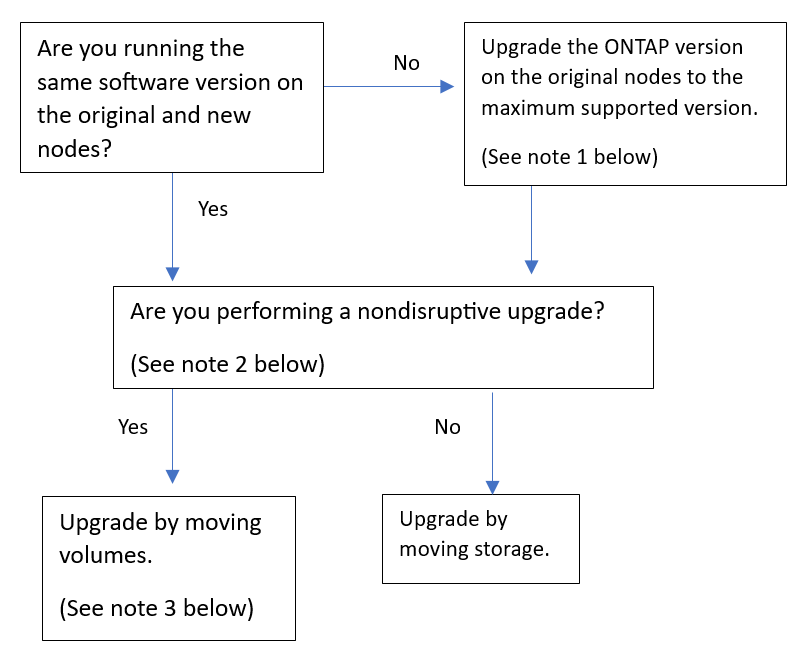 Are you running the
same software version on
the original and new
nodes?
No
Upgrade the ONTAP version
on the original nodes to the
maximum supported version.
(See note 1 below)
Yes
Are you performing a nondisruptive upgrade?
(See note 2 below)
Yes
No
Upgrade by moving
volumes.
(See note 3 below)
Upgrade by
moving storage.